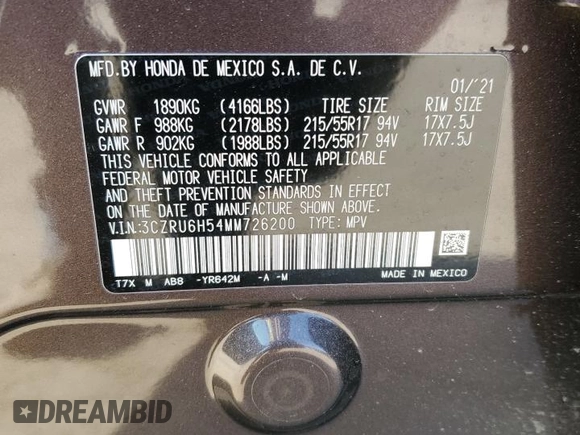 MFD.BY HONDA DE MEXICO S.A. DE C.V.
01/'21
GVWR 1890KG (4166LBS) TIRE SIZE RIM SIZE
GAWR F 988KG (2178LBS) 215/55R17 94V 17X7.5J
GAWR R 902KG (1988LBS) 215/55R17 94V 17X7.5J
THIS VEHICLE CONFORMS TO ALL APPLICABLE
FEDERAL MOTOR VEHICLE SAFETY
AND THEFT PREVENTION STANDARDS IN EFFECT
ON THE DATE OF MANUFACTURE SHOWN ABOVE.
V.I.N:3CZRU6H54MM726200 TYPE: MPV
T7X M AB8 -YR642M -A -M MADE IN MEXICO
DREAMBID